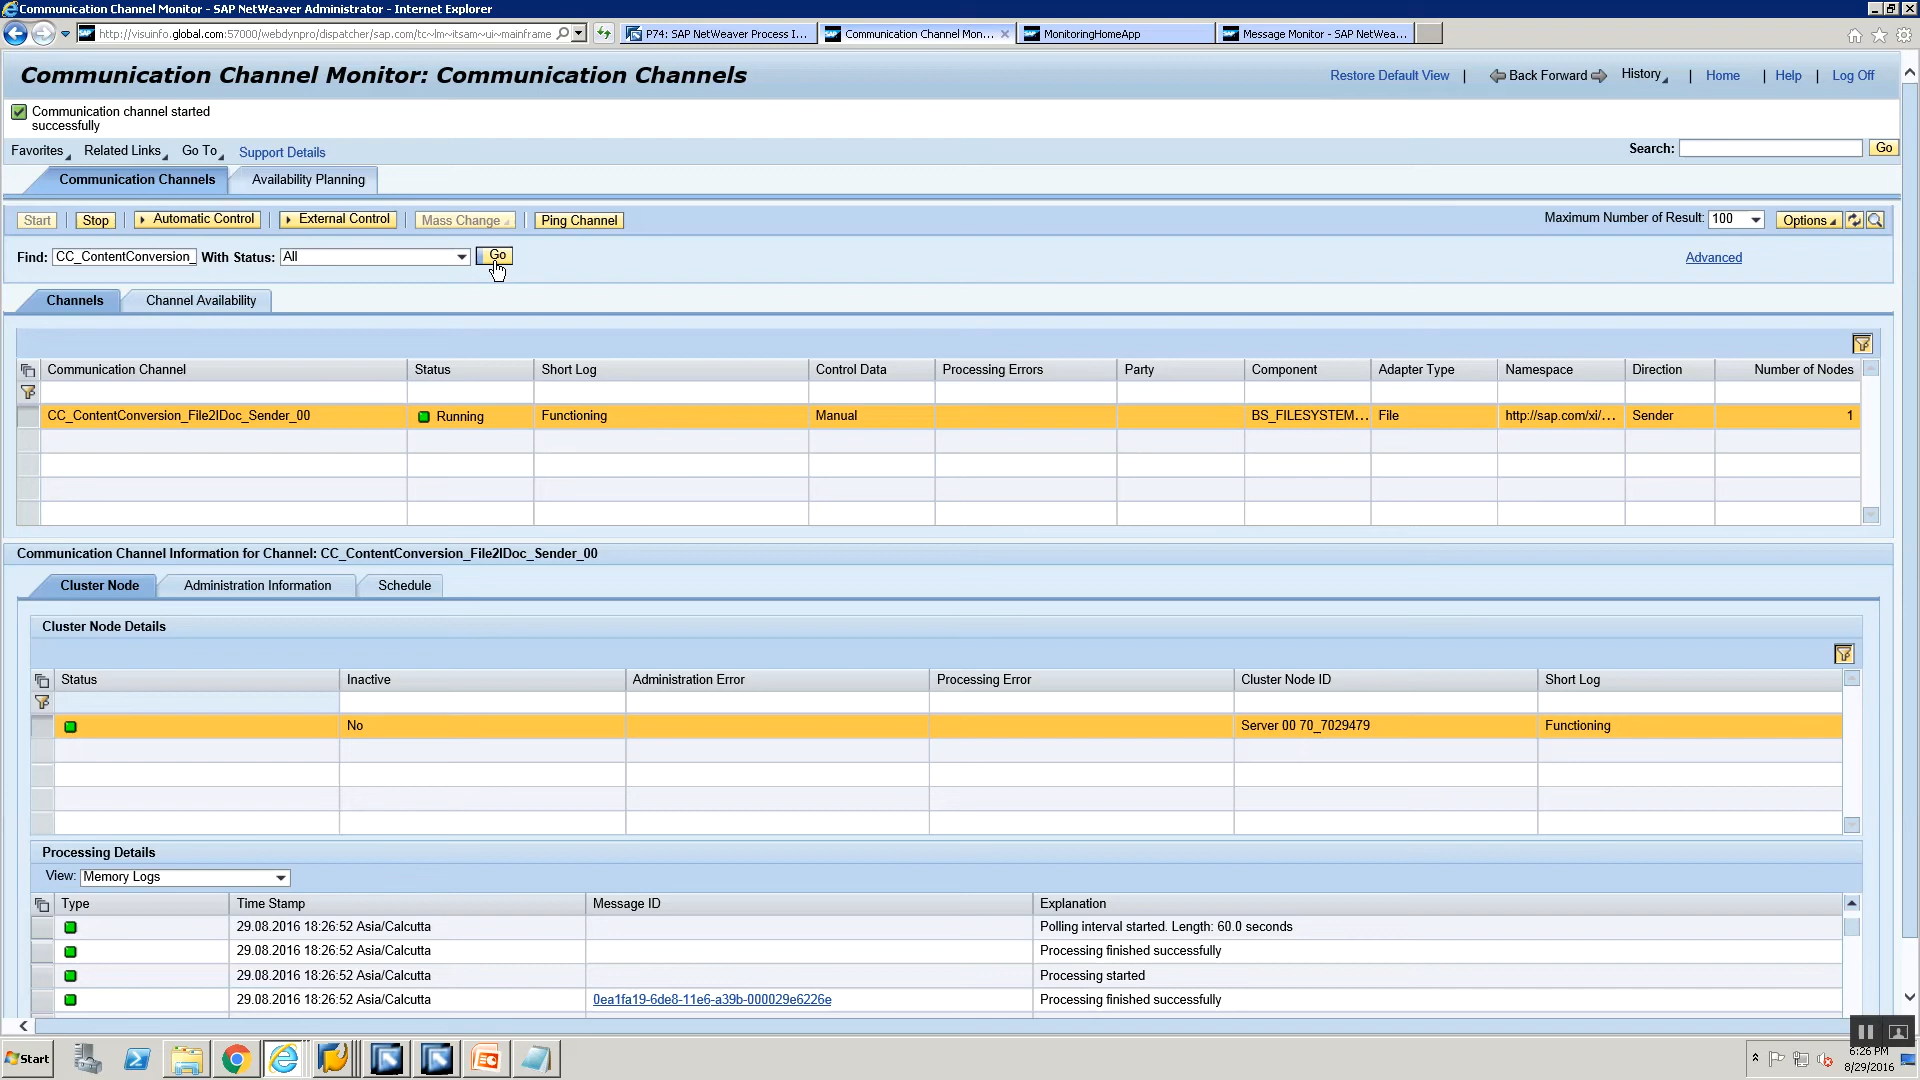 Communication Channel Monitor - SAP NetWeaver Administrator - Internet Explorer
http://visuinfo.global.com:57000/webdynpro/dispatcher/sap.com/tc~lm~itsam~ui~mainframe
P74: SAP NetWeaver Process I...
Communication Channel Mon...
MonitoringHomeApp
Message Monitor - SAP NetWea...
Communication Channel Monitor: Communication Channels
Restore Default View | Back Forward History | Home | Help | Log Off
Communication channel started
successfully
Favorites Related Links Go To Support Details
Search: Go
Communication Channels Availability Planning
Start Stop Automatic Control External Control Mass Change Ping Channel
Maximum Number of Result: 100 Options
Find: CC_ContentConversion_ With Status: All Go
Advanced
Channels Channel Availability
Communication Channel Status Short Log Control Data Processing Errors Party Component Adapter Type Namespace Direction Number of Nodes
CC_ContentConversion_File2IDoc_Sender_00 Running Functioning Manual BS_FILESYSTEM... File http://sap.com/xi/... Sender 1
Communication Channel Information for Channel: CC_ContentConversion_File2IDoc_Sender_00
Cluster Node Administration Information Schedule
Cluster Node Details
Status Inactive Administration Error Processing Error Cluster Node ID Short Log
No Server 00 70_7029479 Functioning
Processing Details
View: Memory Logs
Type Time Stamp Message ID Explanation
29.08.2016 18:26:52 Asia/Calcutta Polling interval started. Length: 60.0 seconds
29.08.2016 18:26:52 Asia/Calcutta Processing finished successfully
29.08.2016 18:26:52 Asia/Calcutta Processing started
29.08.2016 18:26:52 Asia/Calcutta 0ea1fa19-6de8-11e6-a39b-000029e6226e Processing finished successfully
Start
6:26 PM
8/29/2016